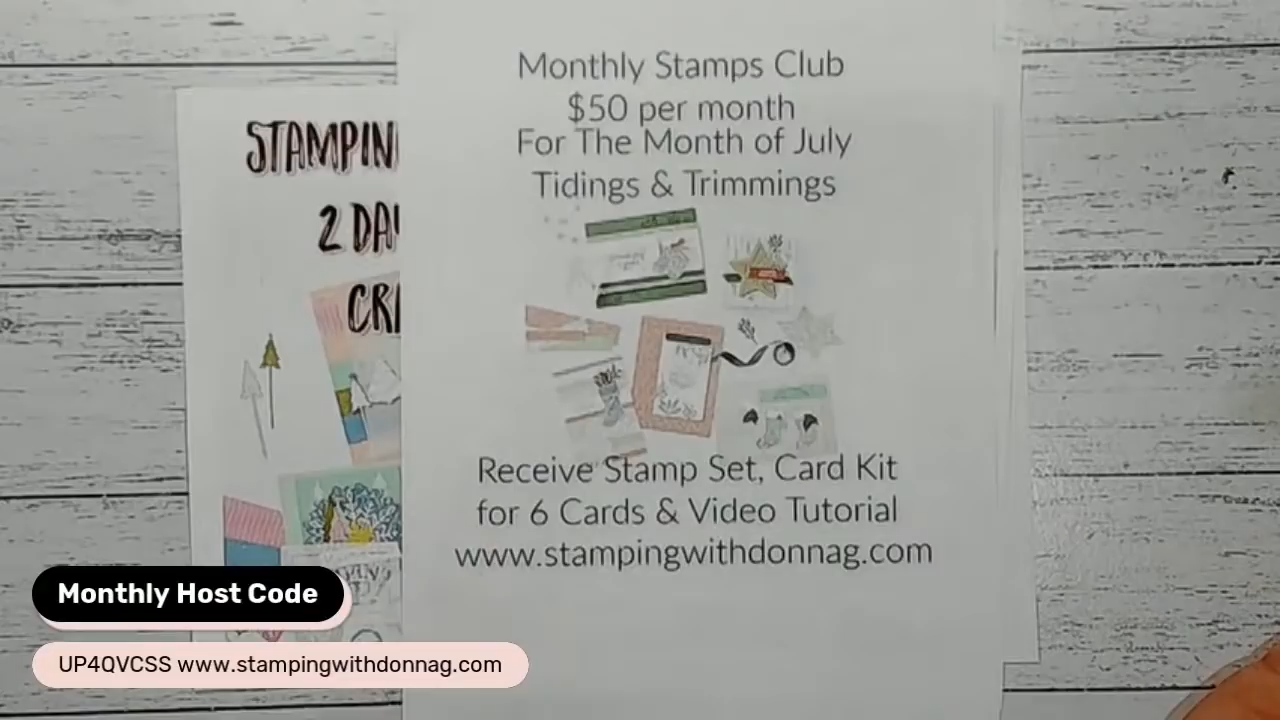 Monthly Stamps Club
$50 per month
For The Month of July
Tidings & Trimmings
Receive Stamp Set, Card Kit
for 6 Cards & Video Tutorial
www.stampingwithdonnag.com
STAMPIN
2 DAY
CR
Monthly Host Code
UP4QVCSS www.stampingwithdonnag.com